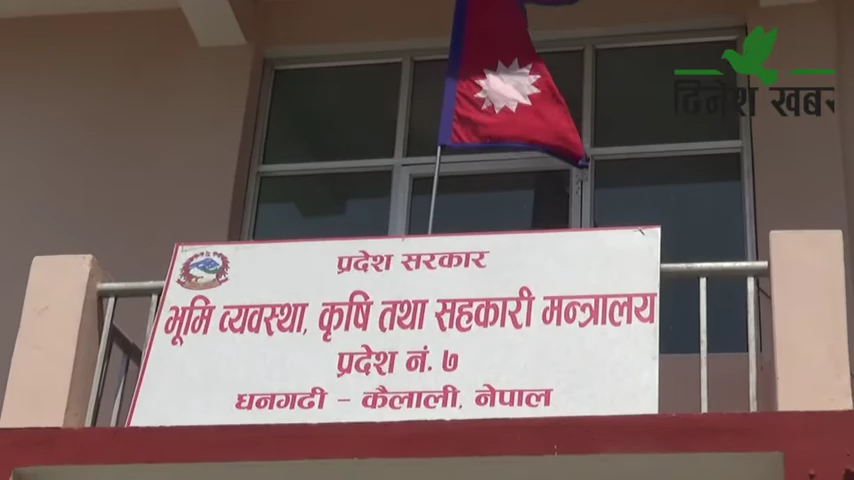 दिनेश खबर
प्रदेश सरकार
भूमि व्यवस्था, कृषि तथा सहकारी मन्त्रालय
प्रदेश नं. ७
धनगढी - कैलाली, नेपाल